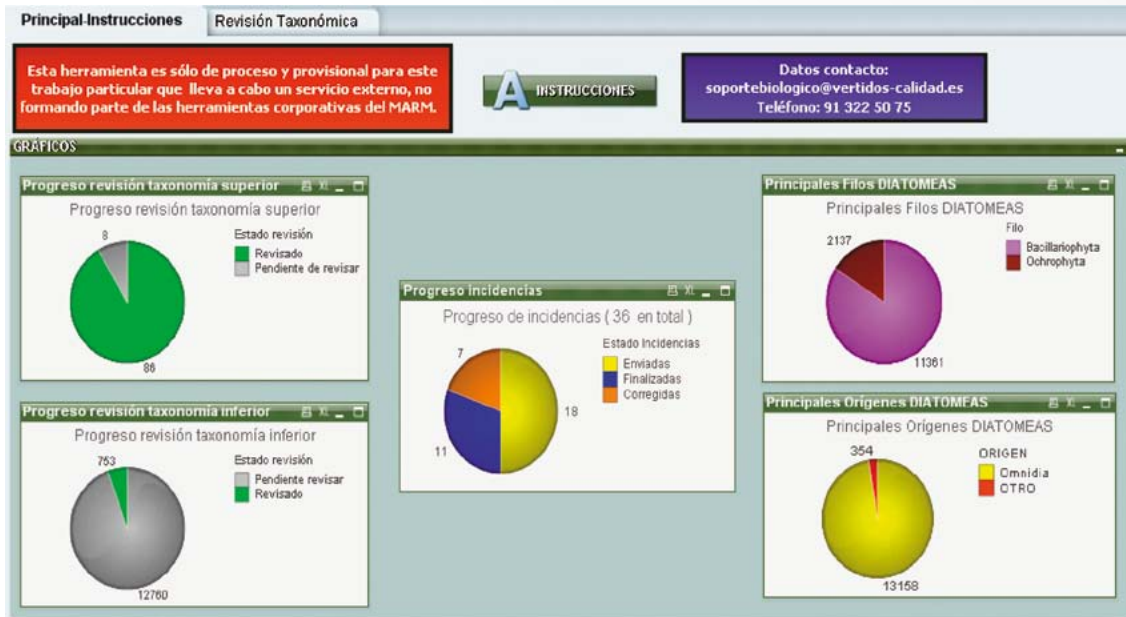 Principal-Instrucciones
Revisión Taxonómica
Esta herramienta es sólo de proceso y provisional para este
trabajo particular que lleva a cabo un servicio externo, no
formando parte de las herramientas corporativas del MARM.
A INSTRUCCIONES
Datos contacto:
soportebiologico@vertidos-calidad.es
Teléfono: 91 322 50 75
GRÁFICOS
Progreso revisión taxonomía superior XL
Progreso revisión taxonomía superior
8
86
Estado revisión
Revisado
Pendiente de revisar
Progreso revisión taxonomía inferior XL
Progreso revisión taxonomía inferior
753
12760
Estado revisión
Pendiente revisar
Revisado
Progreso incidencias XL
Progreso de incidencias ( 36 en total )
7
18
11
Estado Incidencias
Enviadas
Finalizadas
Corregidas
Principales Filos DIATOMEAS XL
Principales Filos DIATOMEAS
2137
11361
Filo
Bacillariophyta
Ochrophyta
Principales Orígenes DIATOMEAS XL
Principales Orígenes DIATOMEAS
354
13158
ORIGEN
Omnidia
OTRO